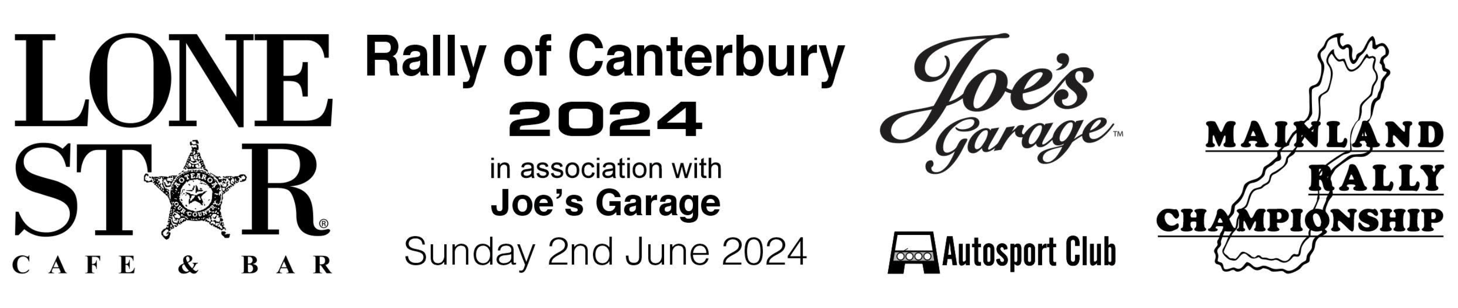 LONE
STAR®
CAFE & BAR
Rally of Canterbury
2024
in association with
Joe's Garage
Sunday 2nd June 2024
Joe's
Garage™
Autosport Club
MAINLAND
RALLY
CHAMPIONSHIP